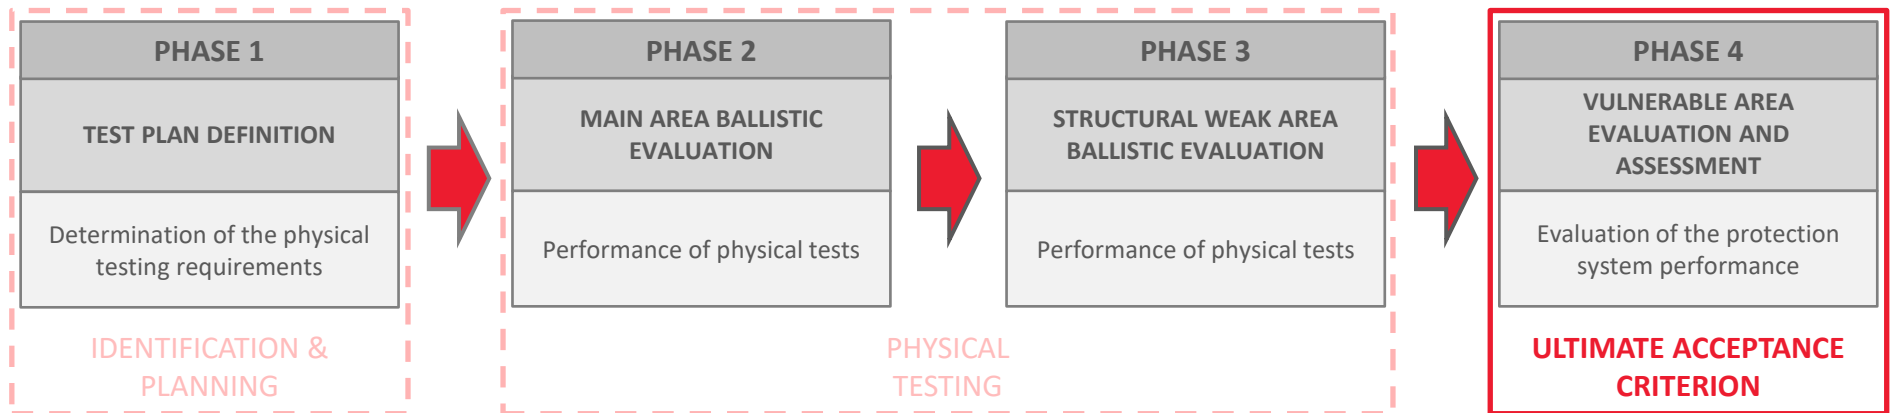 PHASE 1
TEST PLAN DEFINITION
Determination of the physical
testing requirements
IDENTIFICATION &
PLANNING
PHASE 2
MAIN AREA BALLISTIC
EVALUATION
Performance of physical tests
PHASE 3
STRUCTURAL WEAK AREA
BALLISTIC EVALUATION
Performance of physical tests
PHYSICAL
TESTING
PHASE 4
VULNERABLE AREA
EVALUATION AND
ASSESSMENT
Evaluation of the protection
system performance
ULTIMATE ACCEPTANCE
CRITERION